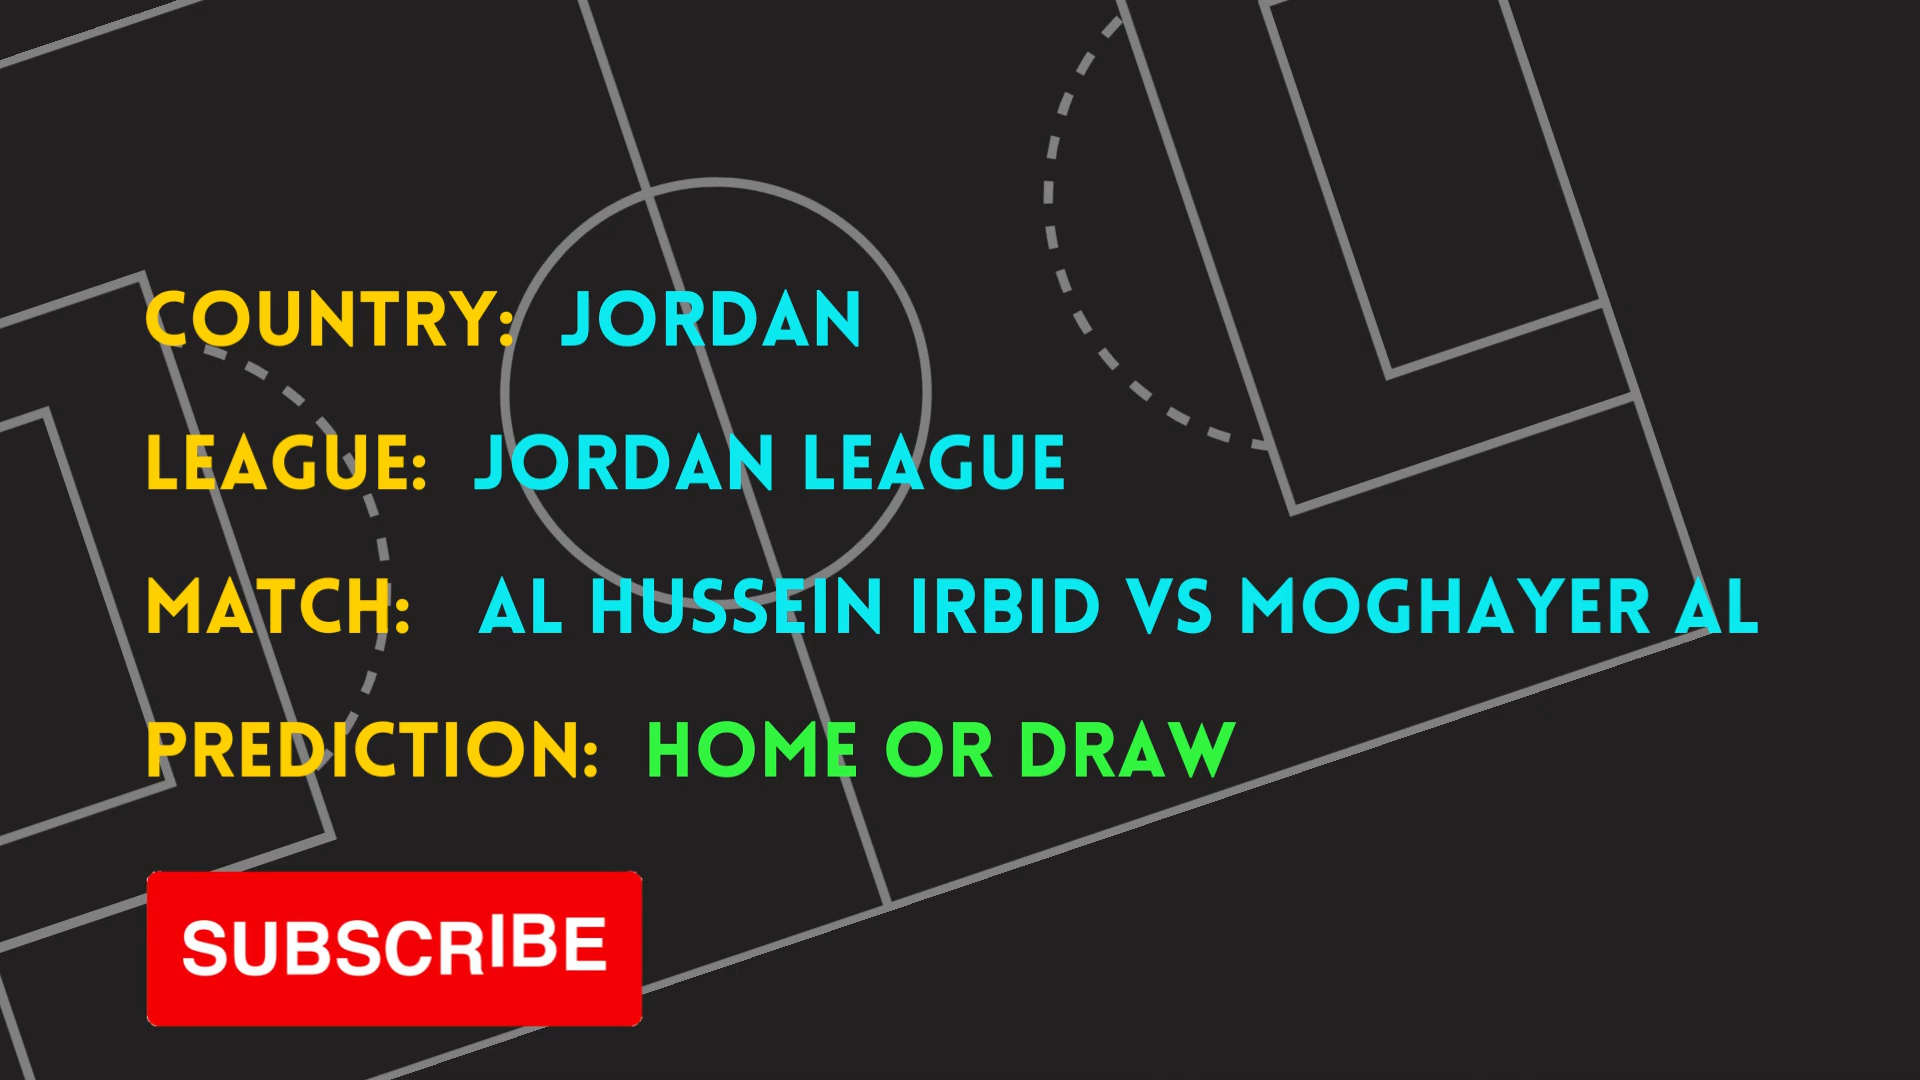 COUNTRY: JORDAN
LEAGUE: JORDAN LEAGUE
MATCH: AL HUSSEIN IRBID VS MOGHAYER AL
PREDICTION: HOME OR DRAW
SUBSCRIBE